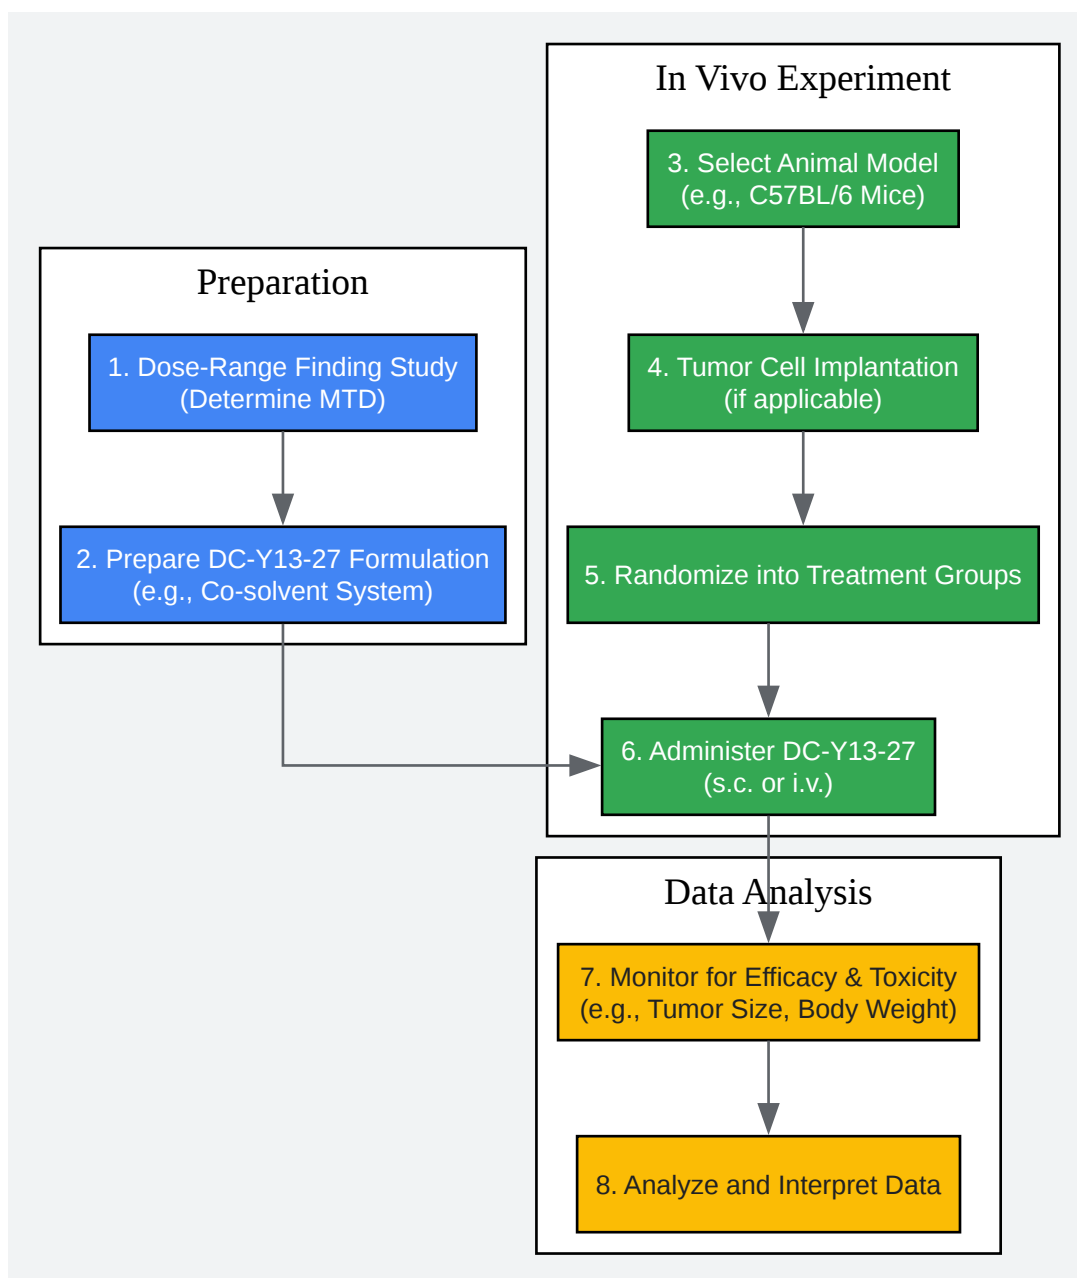 Preparation
1. Dose-Range Finding Study
(Determine MTD)
2. Prepare DC-Y13-27 Formulation
(e.g., Co-solvent System)
In Vivo Experiment
3. Select Animal Model
(e.g., C57BL/6 Mice)
4. Tumor Cell Implantation
(if applicable)
5. Randomize into Treatment Groups
6. Administer DC-Y13-27
(s.c. or i.v.)
Data Analysis
7. Monitor for Efficacy & Toxicity
(e.g., Tumor Size, Body Weight)
8. Analyze and Interpret Data